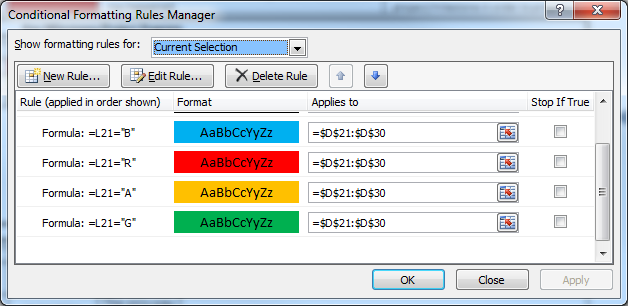 Conditional Formatting Rules Manager
Show formatting rules for: Current Selection
New Rule... Edit Rule... Delete Rule
Rule (applied in order shown) Format Applies to Stop If True
Formula: =L21="B" AaBbCcYyZz =$D$21:$D$30
Formula: =L21="R" AaBbCcYyZz =$D$21:$D$30
Formula: =L21="A" AaBbCcYyZz =$D$21:$D$30
Formula: =L21="G" AaBbCcYyZz =$D$21:$D$30
OK Close Apply